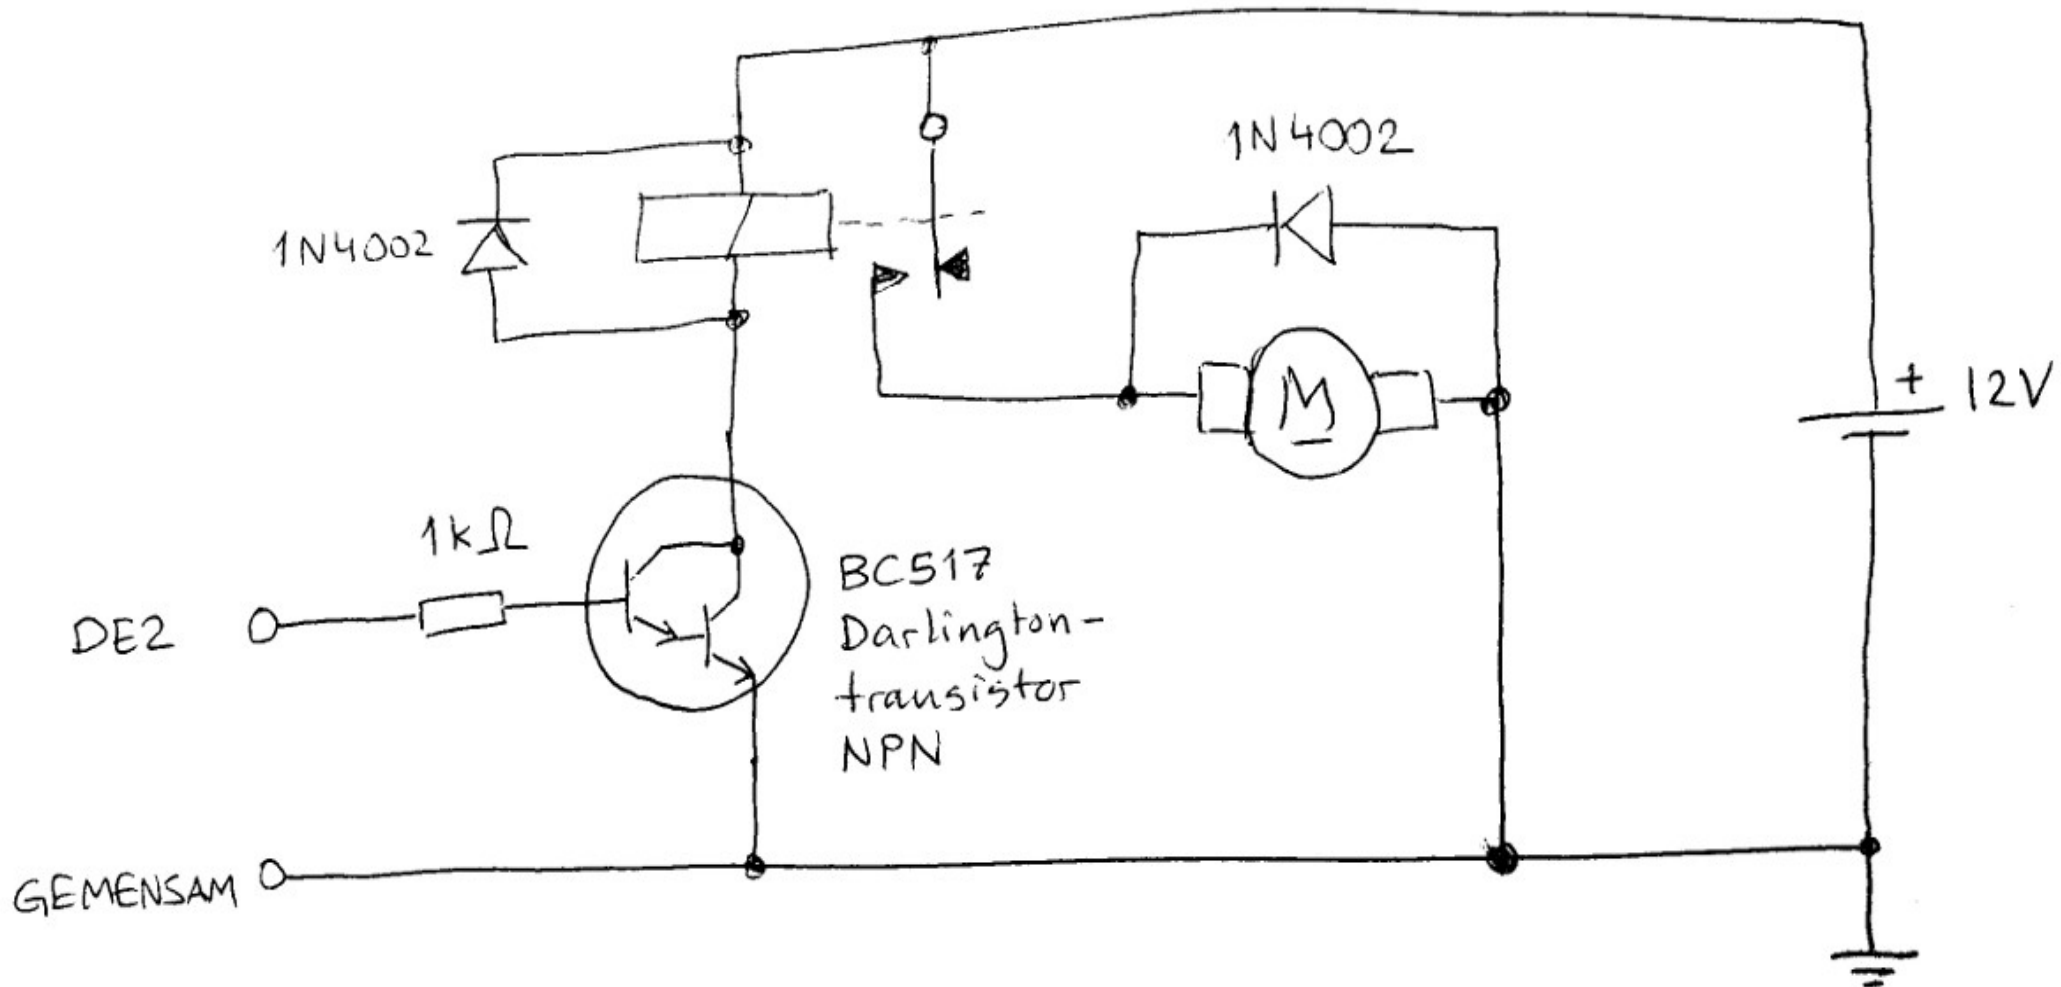 1N4002
1N4002
M
+ 12V
1kΩ
DE2
BC517
Darlington-
transistor
NPN
GEMENSAM